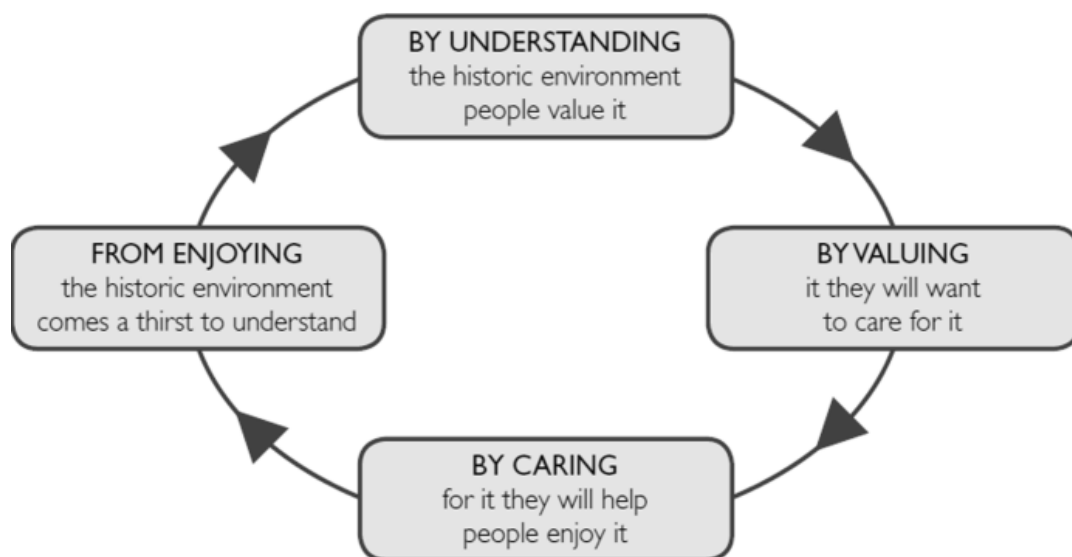 BY UNDERSTANDING
the historic environment
people value it
BY VALUING
it they will want
to care for it
BY CARING
for it they will help
people enjoy it
FROM ENJOYING
the historic environment
comes a thirst to understand